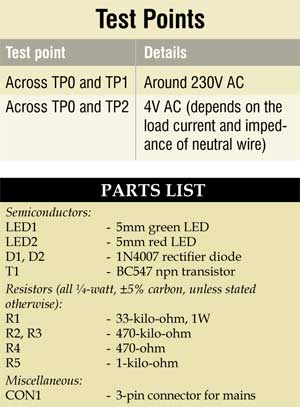 Test Points
Test point Details
Across TP0 and TP1 Around 230V AC
Across TP0 and TP2 4V AC (depends on the
load current and imped-
ance of neutral wire)
PARTS LIST
Semiconductors:
LED1 - 5mm green LED
LED2 - 5mm red LED
D1, D2 - 1N4007 rectifier diode
T1 - BC547 npn transistor
Resistors (all ¼-watt, ±5% carbon, unless stated
otherwise):
R1 - 33-kilo-ohm, 1W
R2, R3 - 470-kilo-ohm
R4 - 470-ohm
R5 - 1-kilo-ohm
Miscellaneous:
CON1 - 3-pin connector for mains